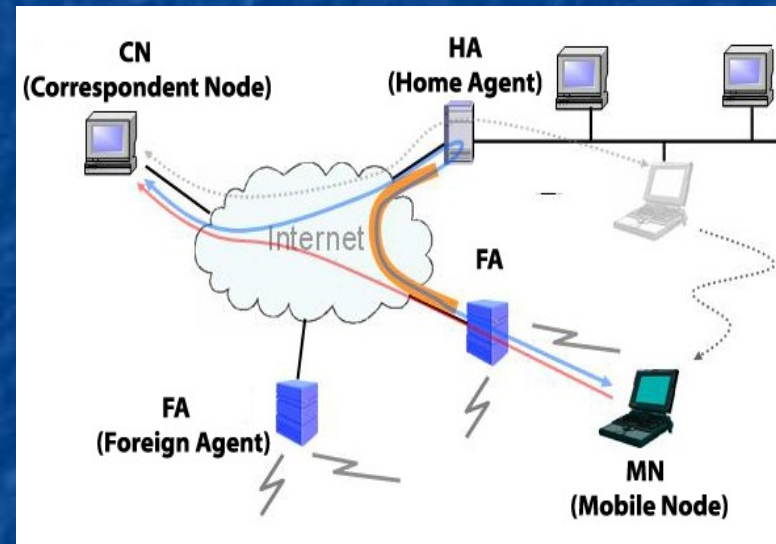 CN
(Correspondent Node)
HA
(Home Agent)
Internet
FA
FA
(Foreign Agent)
MN
(Mobile Node)